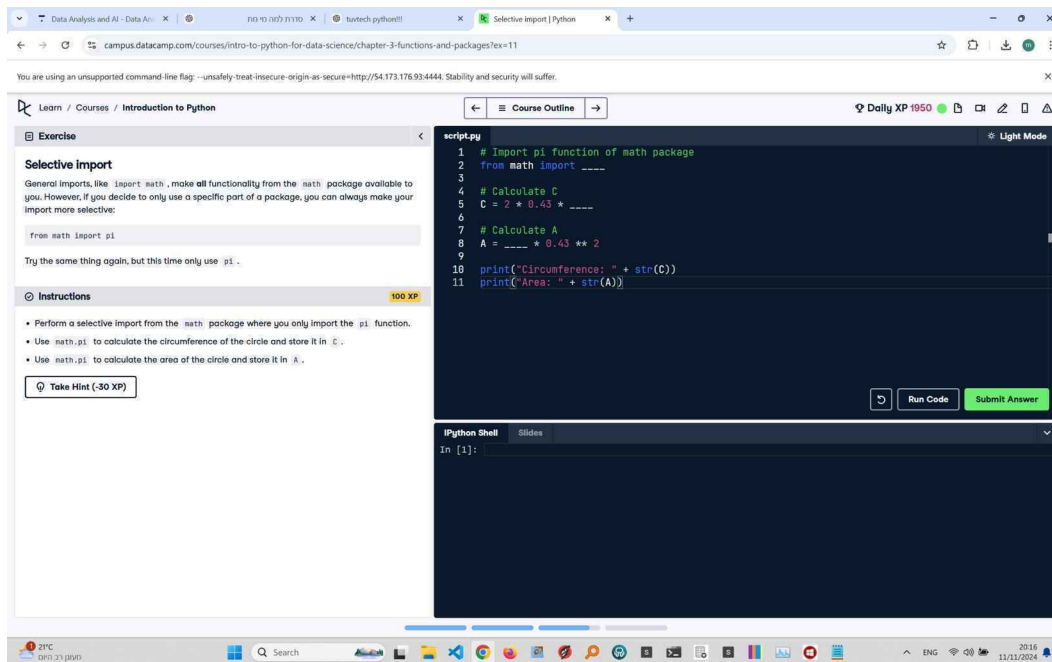 Data Analysis and AI - Data An
סדרת למה מי מת
tuvtech python!!!
Selective import | Python
campus.datacamp.com/courses/intro-to-python-for-data-science/chapter-3-functions-and-packages?ex=11
You are using an unsupported command-line flag: --unsafely-treat-insecure-origin-as-secure=http://54.173.176.93:4444. Stability and security will suffer.
Learn / Courses / Introduction to Python
Course Outline
Daily XP 1950
Exercise
Selective import
General imports, like import math, make all functionality from the math package available to
you. However, if you decide to only use a specific part of a package, you can always make your
import more selective:
from math import pi
Try the same thing again, but this time only use pi.
Instructions
100 XP
• Perform a selective import from the math package where you only import the pi function.
• Use math.pi to calculate the circumference of the circle and store it in C.
• Use math.pi to calculate the area of the circle and store it in A.
Take Hint (-30 XP)
script.py
Light Mode
1 # Import pi function of math package
2 from math import ____
3
4 # Calculate C
5 C = 2 * 0.43 * ____
6
7 # Calculate A
8 A = ____ * 0.43 ** 2
9
10 print("Circumference: " + str(C))
11 print("Area: " + str(A))
Run Code
Submit Answer
IPython Shell
Slides
In [1]:
21°C
מעונן רב היום
Search
ENG
20:16
11/11/2024